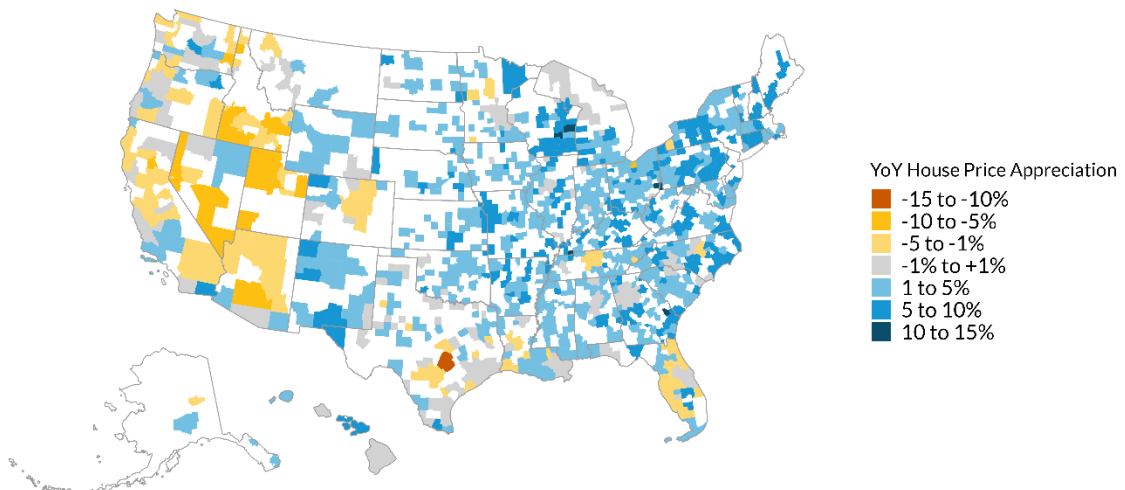 YoY House Price Appreciation
-15 to -10%
-10 to -5%
-5 to -1%
-1% to +1%
1 to 5%
5 to 10%
10 to 15%